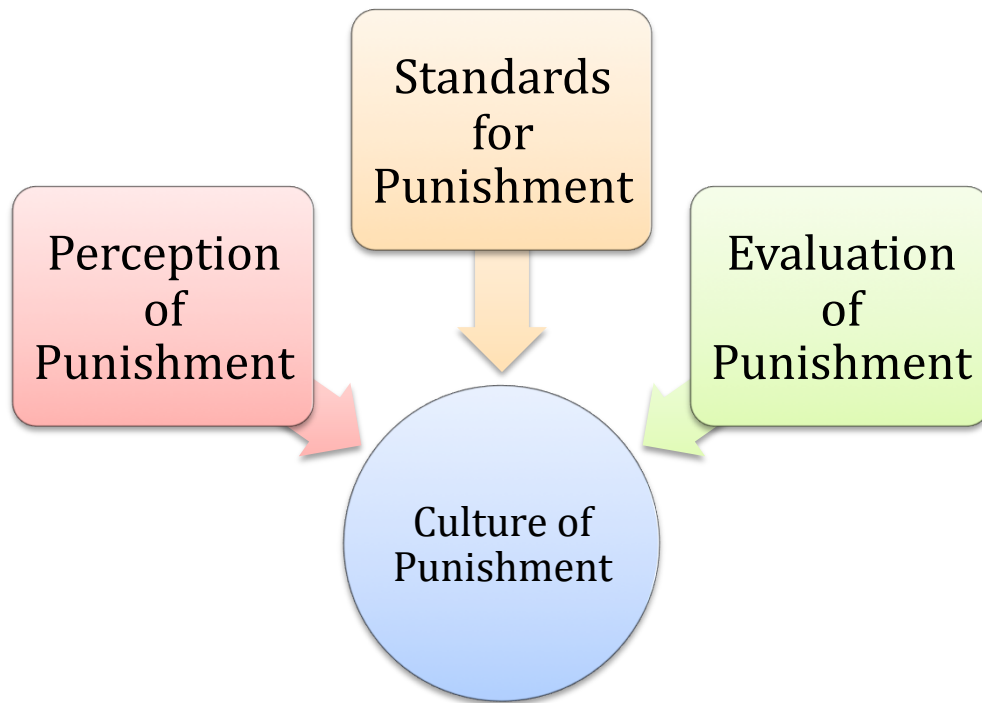 Standards
for
Punishment
Perception
of
Punishment
Evaluation
of
Punishment
Culture of
Punishment